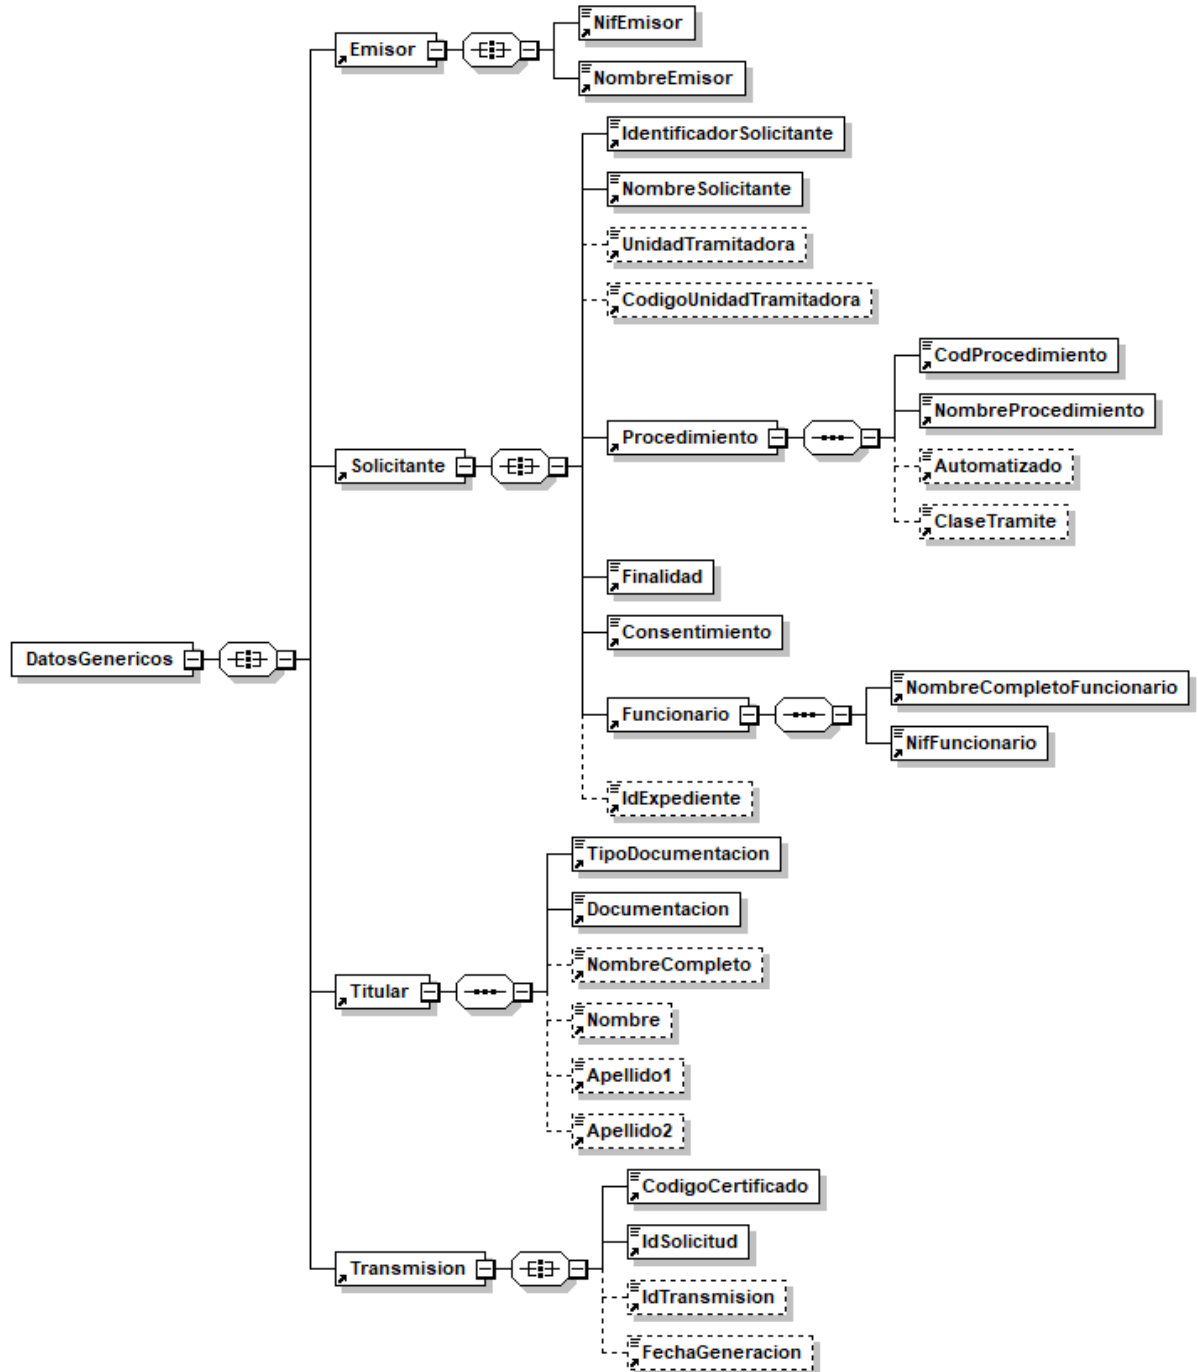 NifEmisor
Emisor
NombreEmisor
IdentificadorSolicitante
NombreSolicitante
UnidadTramitadora
CodigoUnidadTramitadora
CodProcedimiento
NombreProcedimiento
Procedimiento
Solicitante
Automatizado
ClaseTramite
Finalidad
Consentimiento
DatosGenericos
NombreCompletoFuncionario
Funcionario
NifFuncionario
IdExpediente
TipoDocumentacion
Documentacion
NombreCompleto
Titular
Nombre
Apellido1
Apellido2
CodigoCertificado
IdSolicitud
Transmision
IdTransmision
FechaGeneracion